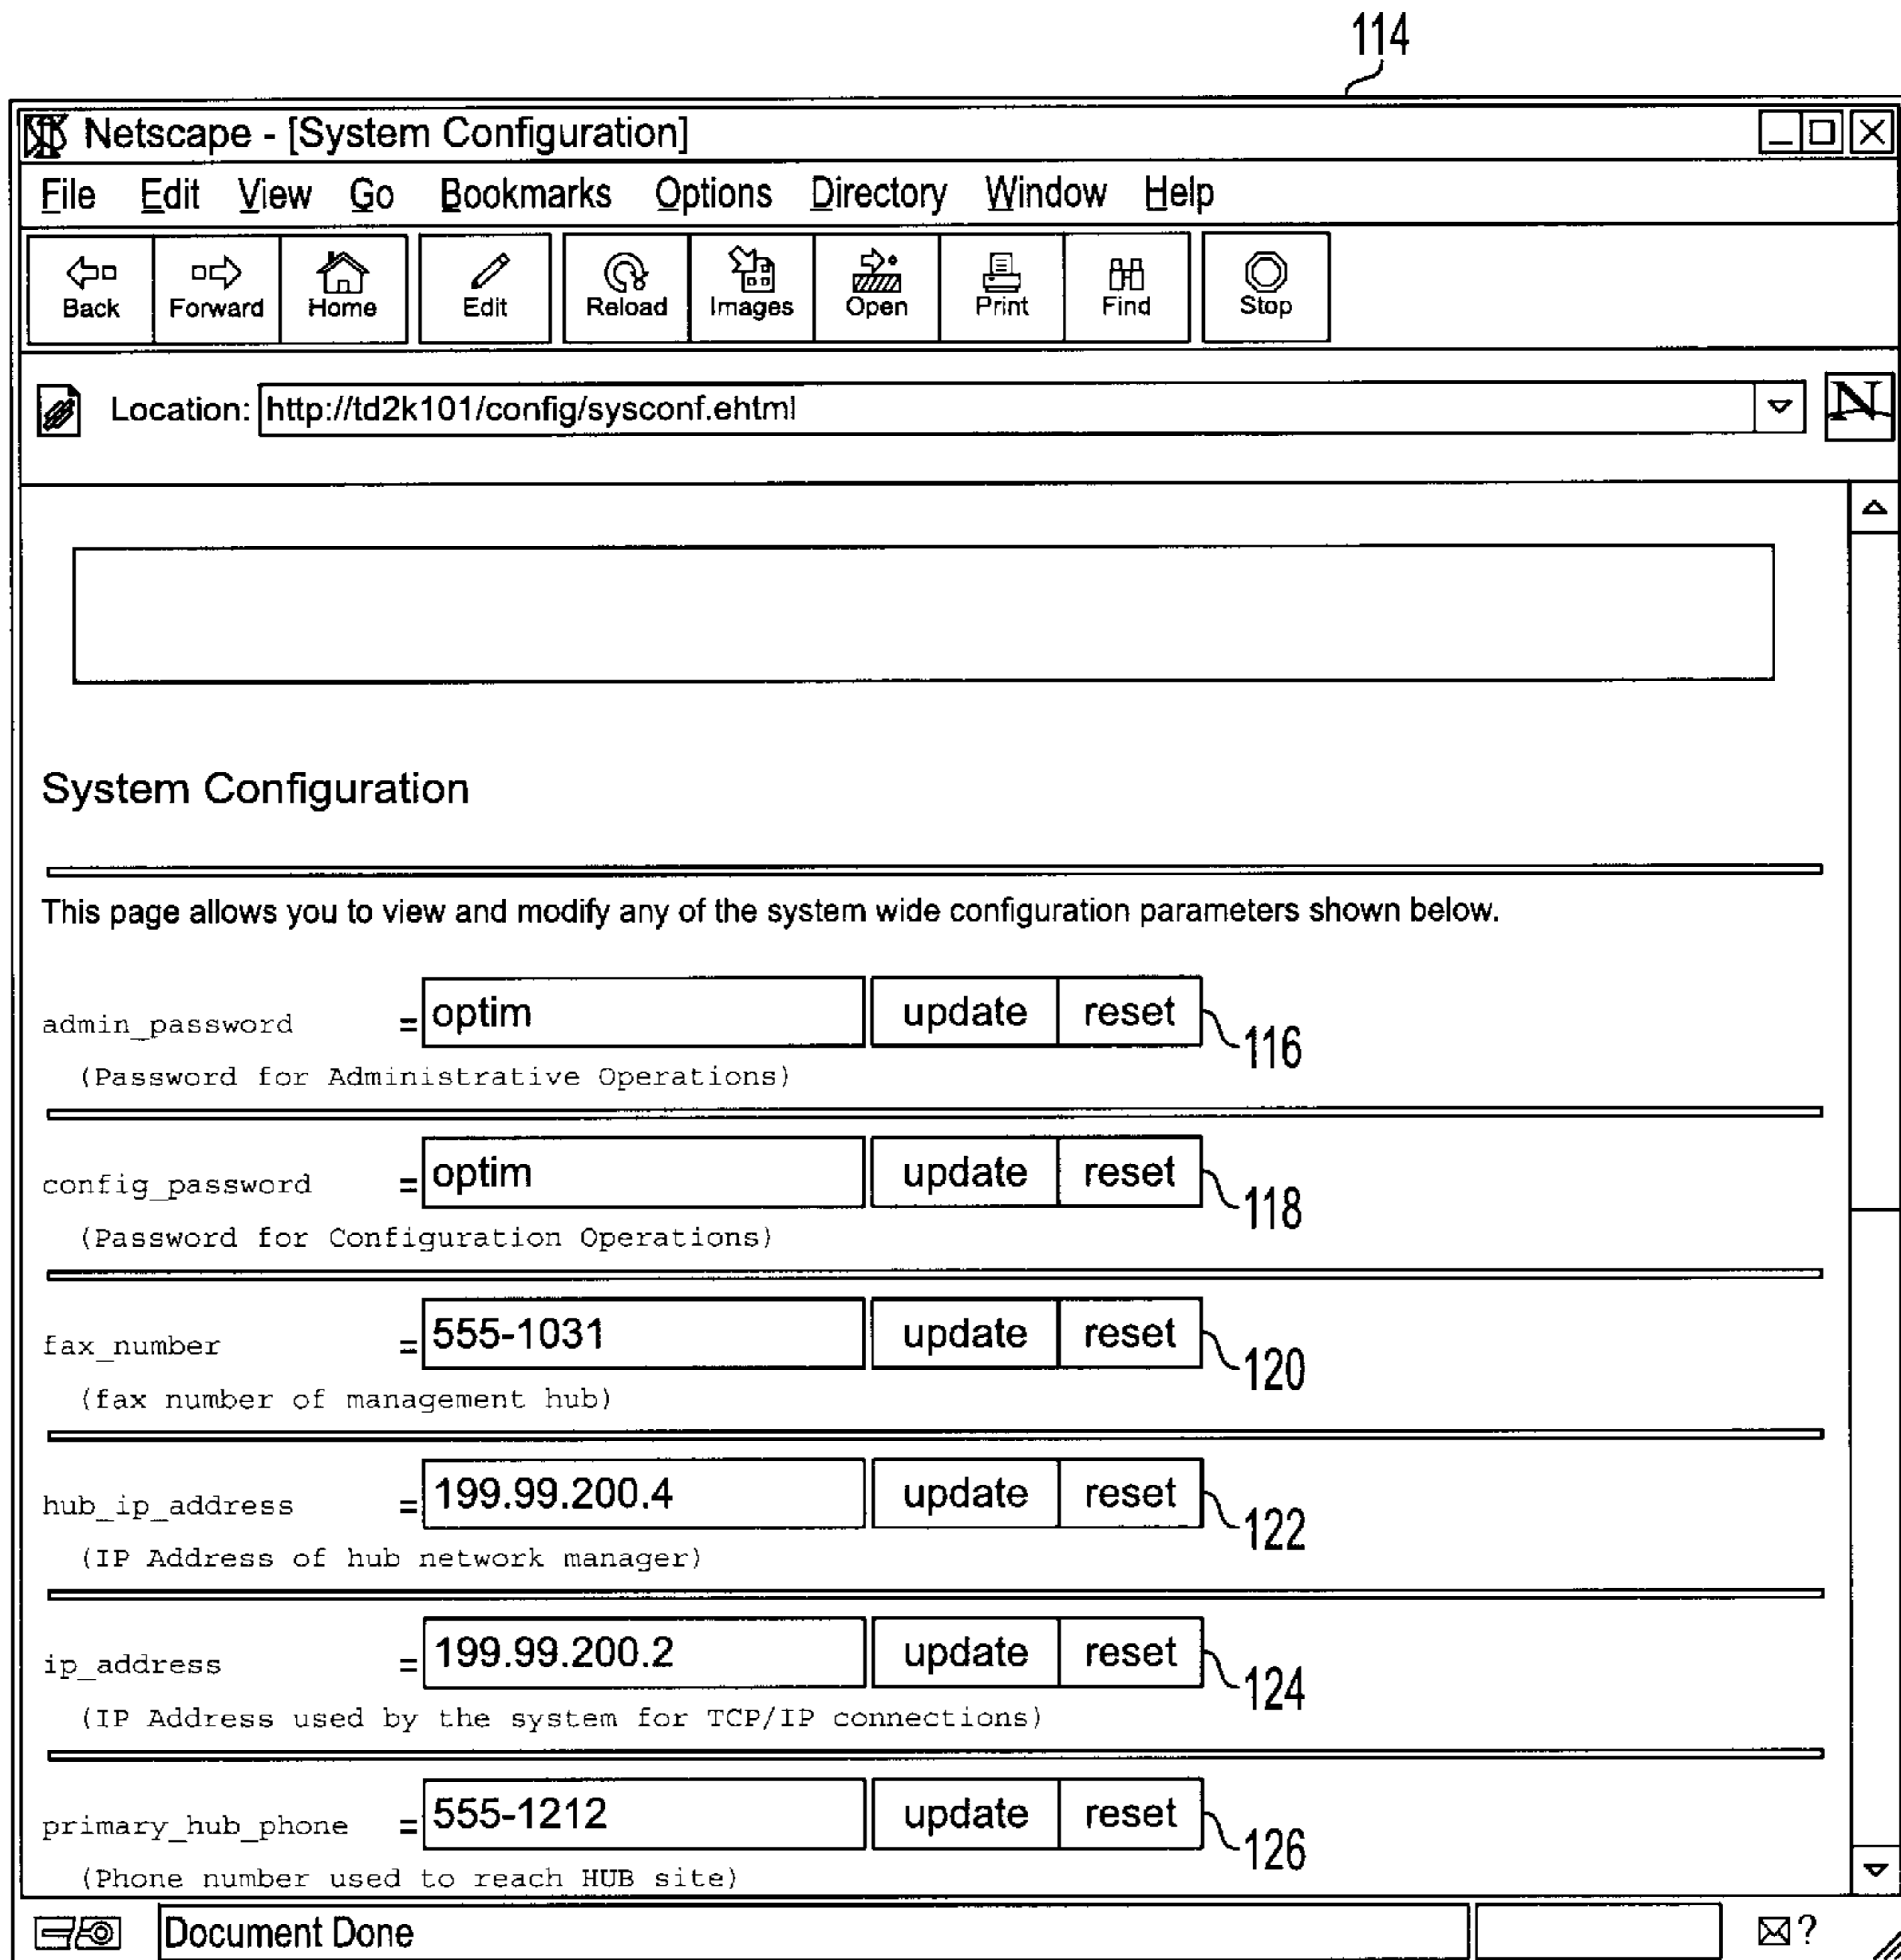 114
Netscape - [System Configuration]
File Edit View Go Bookmarks Options Directory Window Help
Back Forward Home Edit Reload Images Open Print Find Stop
Location: http://td2k101/config/sysconf.ehtml N
System Configuration
This page allows you to view and modify any of the system wide configuration parameters shown below.
admin_password = optim update reset 116
(Password for Administrative Operations)
config_password = optim update reset 118
(Password for Configuration Operations)
fax_number = 555-1031 update reset 120
(fax number of management hub)
hub_ip_address = 199.99.200.4 update reset 122
(IP Address of hub network manager)
ip_address = 199.99.200.2 update reset 124
(IP Address used by the system for TCP/IP connections)
primary_hub_phone = 555-1212 update reset 126
(Phone number used to reach HUB site)
Document Done ?